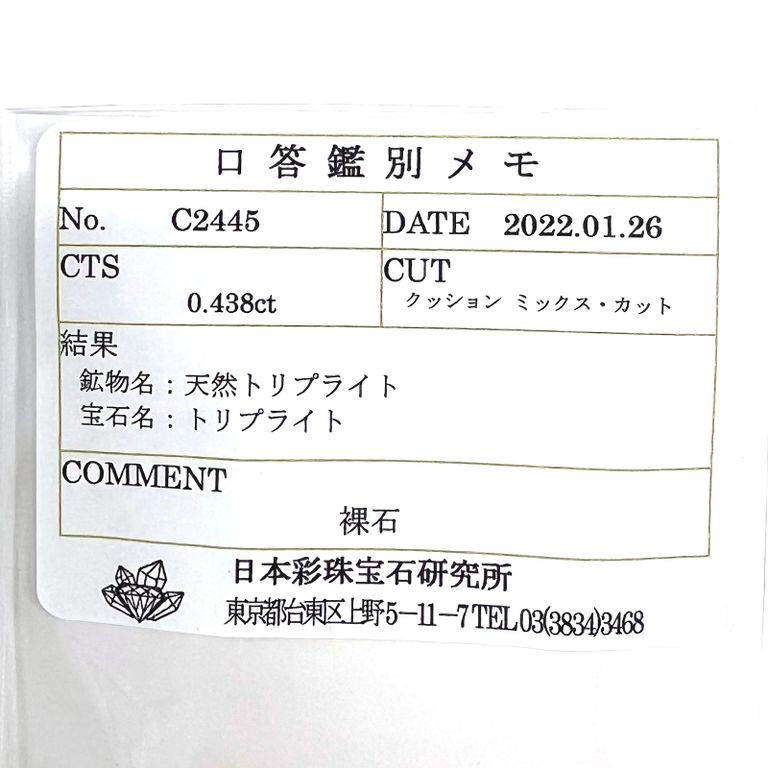 口答鑑別メモ
No. C2445
DATE 2022.01.26
CTS
0.438ct
CUT
クッション ミックス・カット
結果
鉱物名：天然トリプライト
宝石名：トリプライト
COMMENT
裸石
日本彩珠宝石研究所
東京都台東区上野5-11-7 TEL03(3834)3468